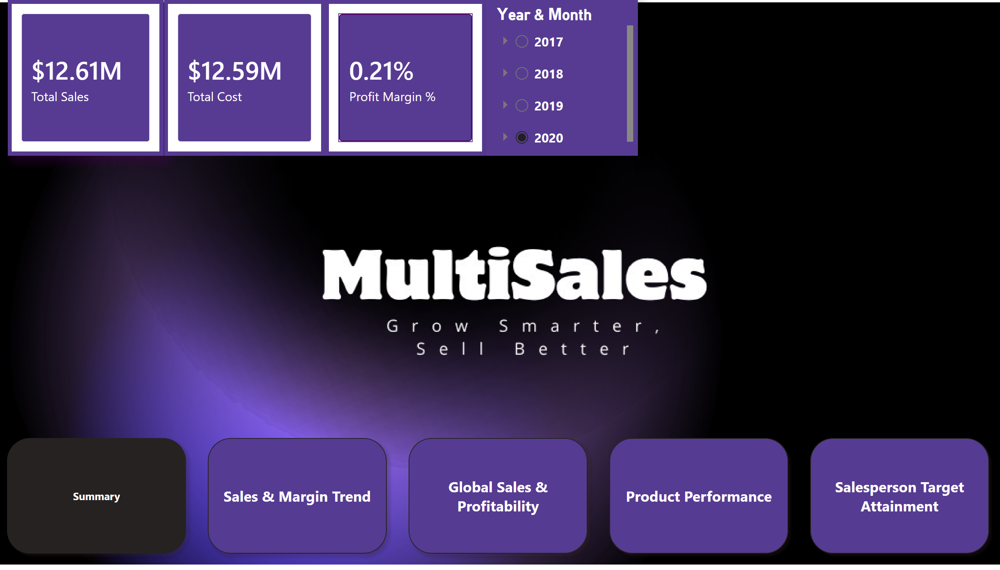 $12.61M
Total Sales
$12.59M
Total Cost
0.21%
Profit Margin %
Year & Month
2017
2018
2019
2020
MultiSales
Grow Smarter,
Sell Better
Summary
Sales & Margin Trend
Global Sales &
Profitability
Product Performance
Salesperson Target
Attainment